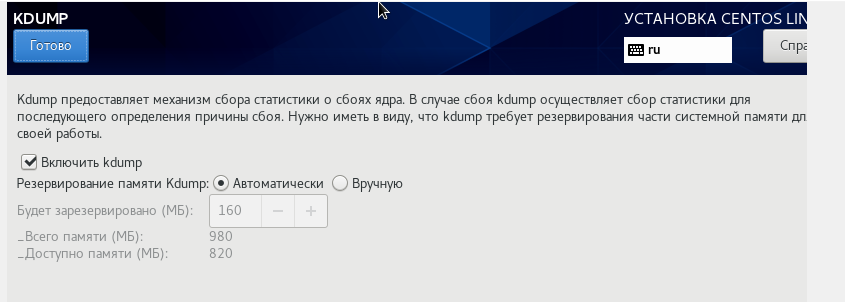 KDUMP
УСТАНОВКА CENTOS LIN
Готово
ru
Спра
Kdump предоставляет механизм сбора статистики о сбоях ядра. В случае сбоя kdump осуществляет сбор статистики для
последующего определения причины сбоя. Нужно иметь в виду, что kdump требует резервирования части системной памяти дл
своей работы.
Включить kdump
Резервирование памяти Kdump: Автоматически Вручную
Будет зарезервировано (МБ): 160 − +
_Всего памяти (МБ): 980
_Доступно памяти (МБ): 820